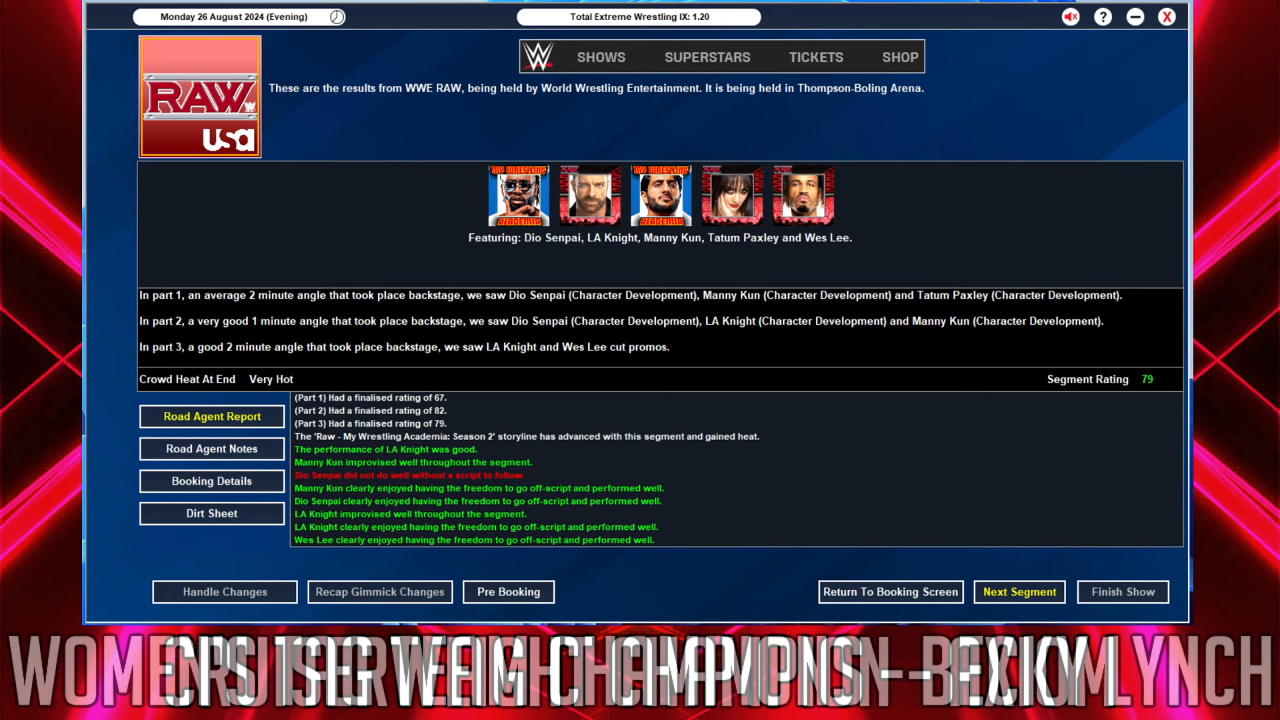 Monday 26 August 2024 (Evening)
Total Extreme Wrestling IX: 1.20
?
X
RAW
USA
SHOWS
SUPERSTARS
TICKETS
SHOP
These are the results from WWE RAW, being held by World Wrestling Entertainment. It is being held in Thompson-Boling Arena.
MY WRESTLING
ACADEMIA
MY WRESTLING
ACADEMIA
Featuring: Dio Senpai, LA Knight, Manny Kun, Tatum Paxley and Wes Lee.
In part 1, an average 2 minute angle that took place backstage, we saw Dio Senpai (Character Development), Manny Kun (Character Development) and Tatum Paxley (Character Development).
In part 2, a very good 1 minute angle that took place backstage, we saw Dio Senpai (Character Development), LA Knight (Character Development) and Manny Kun (Character Development).
In part 3, a good 2 minute angle that took place backstage, we saw LA Knight and Wes Lee cut promos.
Crowd Heat At End Very Hot
Segment Rating 79
Road Agent Report
Road Agent Notes
Booking Details
Dirt Sheet
(Part 1) Had a finalised rating of 67.
(Part 2) Had a finalised rating of 82.
(Part 3) Had a finalised rating of 79.
The 'Raw - My Wrestling Academia: Season 2' storyline has advanced with this segment and gained heat.
The performance of LA Knight was good.
Manny Kun improvised well throughout the segment.
Dio Senpai did not do well without a script to follow.
Manny Kun clearly enjoyed having the freedom to go off-script and performed well.
Dio Senpai clearly enjoyed having the freedom to go off-script and performed well.
LA Knight improvised well throughout the segment.
LA Knight clearly enjoyed having the freedom to go off-script and performed well.
Wes Lee clearly enjoyed having the freedom to go off-script and performed well.
Handle Changes
Recap Gimmick Changes
Pre Booking
Return To Booking Screen
Next Segment
Finish Show